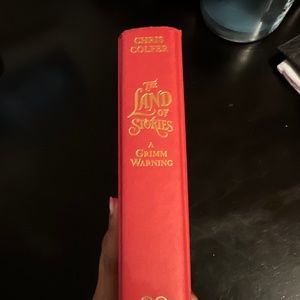 CHRIS
COLFER
THE
LAND
OF
STORIES
A
GRIMM
WARNING